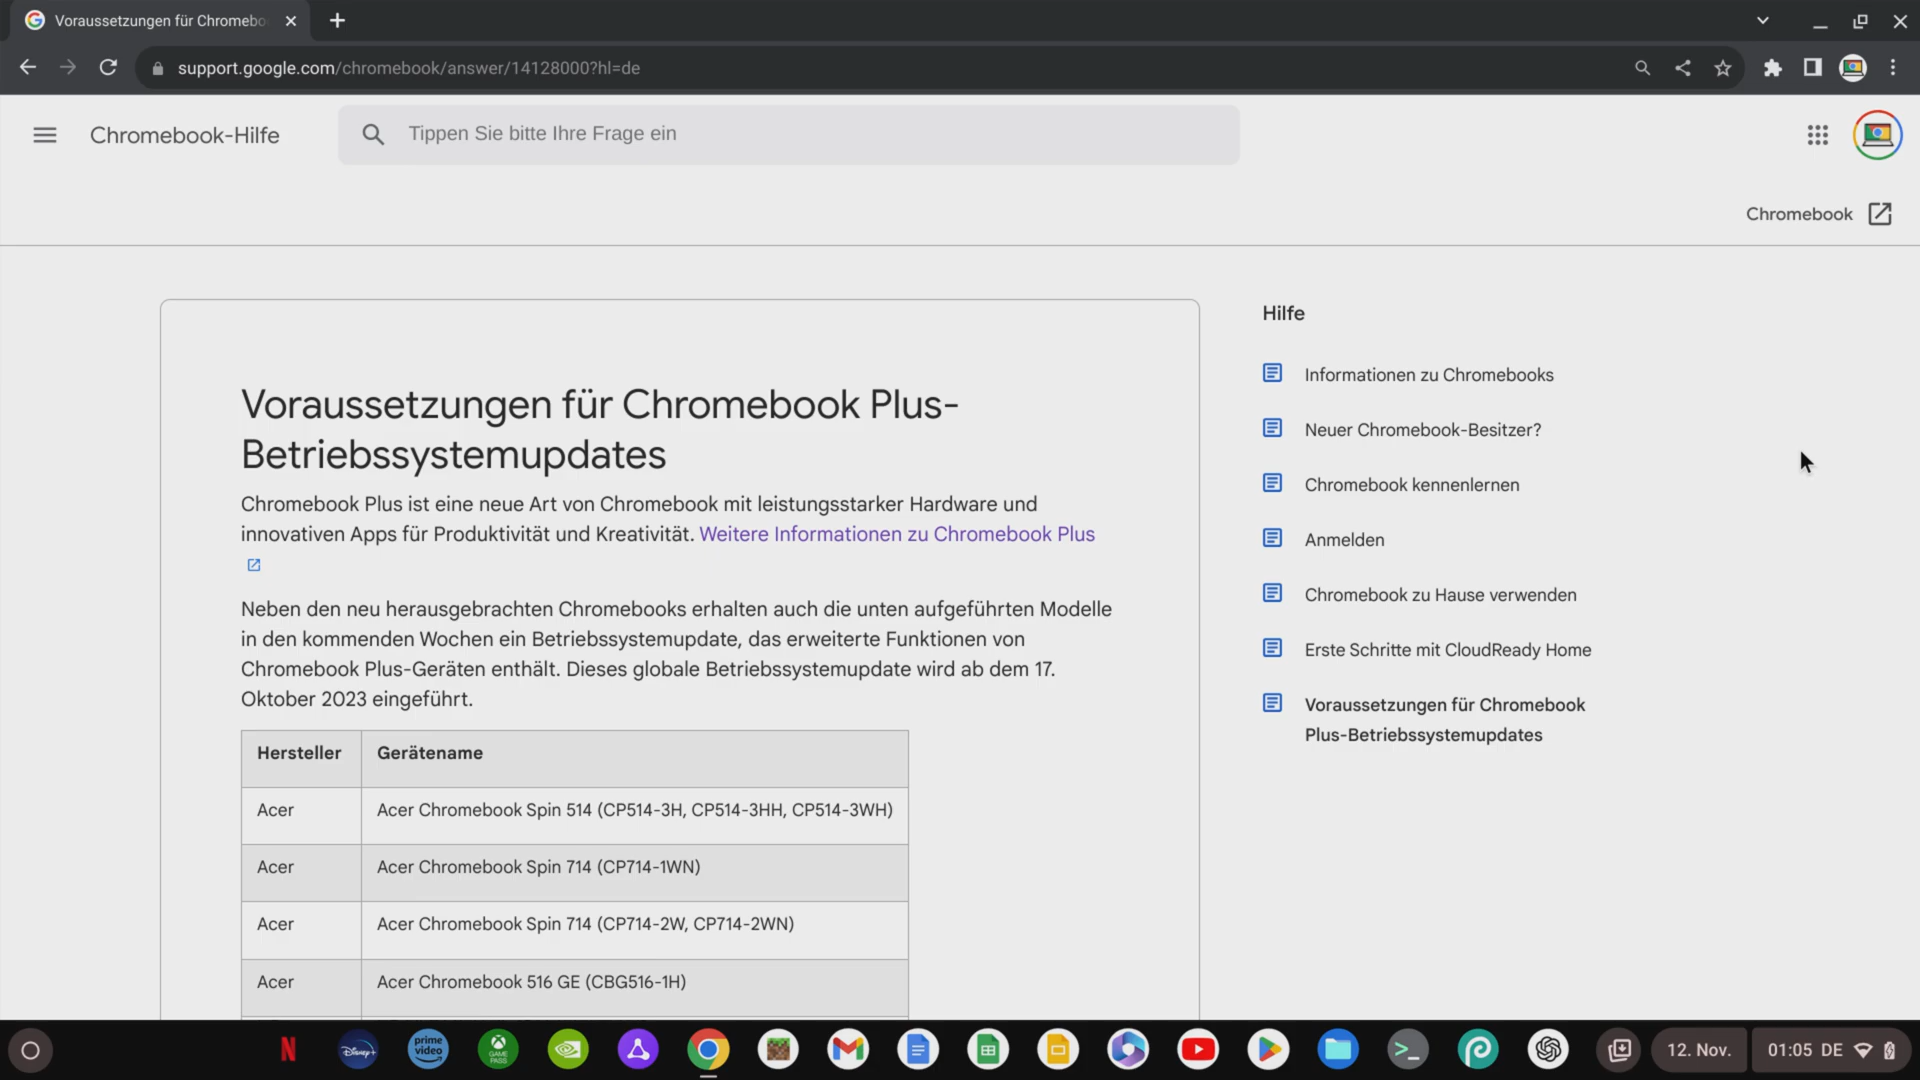 Voraussetzungen für Chromebo
support.google.com/chromebook/answer/14128000?hl=de
Chromebook-Hilfe
Tippen Sie bitte Ihre Frage ein
Chromebook
Voraussetzungen für Chromebook Plus-
Betriebssystemupdates
Chromebook Plus ist eine neue Art von Chromebook mit leistungsstarker Hardware und
innovativen Apps für Produktivität und Kreativität. Weitere Informationen zu Chromebook Plus
Neben den neu herausgebrachten Chromebooks erhalten auch die unten aufgeführten Modelle
in den kommenden Wochen ein Betriebssystemupdate, das erweiterte Funktionen von
Chromebook Plus-Geräten enthält. Dieses globale Betriebssystemupdate wird ab dem 17.
Oktober 2023 eingeführt.
Hersteller Gerätename
Acer Acer Chromebook Spin 514 (CP514-3H, CP514-3HH, CP514-3WH)
Acer Acer Chromebook Spin 714 (CP714-1WN)
Acer Acer Chromebook Spin 714 (CP714-2W, CP714-2WN)
Acer Acer Chromebook 516 GE (CBG516-1H)
Hilfe
Informationen zu Chromebooks
Neuer Chromebook-Besitzer?
Chromebook kennenlernen
Anmelden
Chromebook zu Hause verwenden
Erste Schritte mit CloudReady Home
Voraussetzungen für Chromebook
Plus-Betriebssystemupdates
N
Disney+
prime
video
GAME
PASS
12. Nov.
01:05 DE